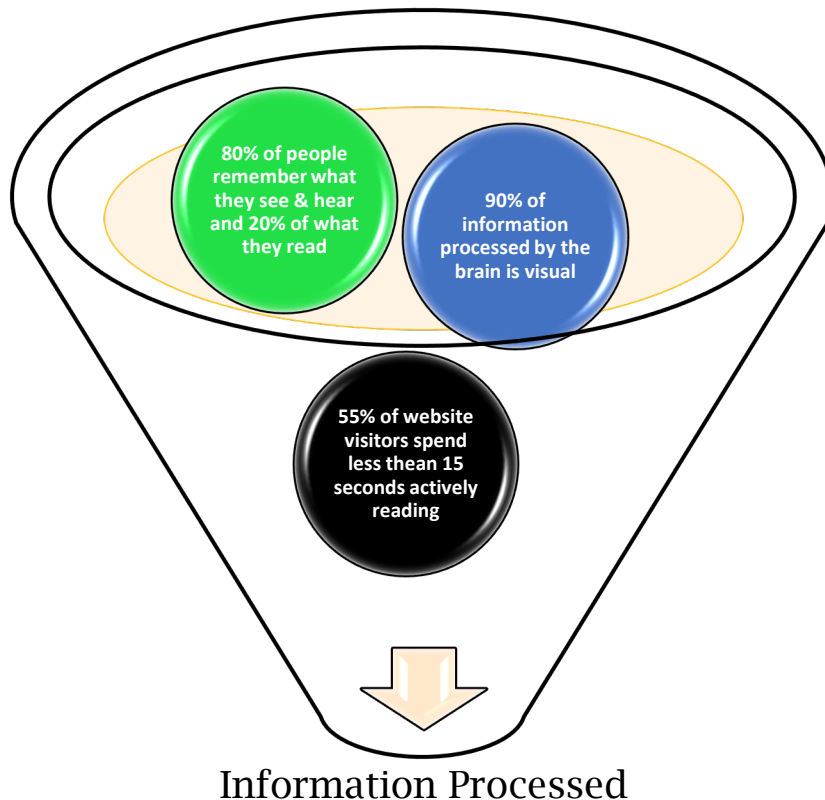 80% of people
remember what
they see & hear
and 20% of what
they read
90% of
information
processed by the
brain is visual
55% of website
visitors spend
less thean 15
seconds actively
reading
Information Processed